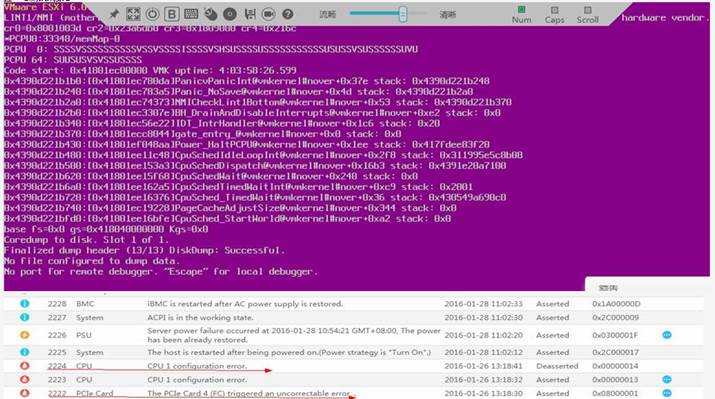 VMware ESXi 6.0
流畅 清晰
Num Caps Scroll
LINT1/NMI (mother hardware vendor.
cr0=0x8001003d cr2=0x23a6db0 cr3=0x1809000 cr4=0x216c
*PCPU0:33348/memMap-0
PCPU 0: SSSSVSSSSSSSSSSVSSVSSSSISSSSVSHSUSSSSUSSSSSSSSSSSSUSUSSVSUSSSSSSUVU
PCPU 64: SUUSUSVSVSSUSSSS
Code start: 0x41801ec00000 VMK uptime: 4:03:58:26.599
0x4390d221b1b0:[0x41801ec780da]PanicvPanicInt@vmkernel#nover+0x37e stack: 0x4390d221b248
0x4390d221b240:[0x41801ec783a5]Panic_NoSave@vmkernel#nover+0x4d stack: 0x4390d221b2a0
0x4390d221b2a0:[0x41801ec74373]NMICheckLint1Bottom@vmkernel#nover+0x53 stack: 0x4390d221b370
0x4390d221b2b0:[0x41801ec3307e]BH_DrainAndDisableInterrupts@vmkernel#nover+0xe2 stack: 0x0
0x4390d221b340:[0x41801ec56e22]IDT_IntrHandler@vmkernel#nover+0x1c6 stack: 0x20
0x4390d221b370:[0x41801ecc8044]gate_entry_@vmkernel#nover+0x0 stack: 0x0
0x4390d221b430:[0x41801ef048aa]Power_HaltPCPU@vmkernel#nover+0x1ee stack: 0x417fdee83f20
0x4390d221b480:[0x41801ee11c48]CpuSchedIdleLoopInt@vmkernel#nover+0x2f8 stack: 0x311995e5c8b08
0x4390d221b500:[0x41801ee153a3]CpuSchedDispatch@vmkernel#nover+0x16b3 stack: 0x4391e20a7100
0x4390d221b620:[0x41801ee15f68]CpuSchedWait@vmkernel#nover+0x240 stack: 0x0
0x4390d221b6a0:[0x41801ee162a5]CpuSchedTimedWaitInt@vmkernel#nover+0xc9 stack: 0x2001
0x4390d221b720:[0x41801ee16376]CpuSched_TimedWait@vmkernel#nover+0x36 stack: 0x430549a690c0
0x4390d221b740:[0x41801ec19228]PageCacheAdjustSize@vmkernel#nover+0x344 stack: 0x0
0x4390d221bfd0:[0x41801ee16bfe]CpuSched_StartWorld@vmkernel#nover+0xa2 stack: 0x0
base fs=0x0 gs=0x418040000000 Kgs=0x0
Coredump to disk. Slot 1 of 1.
Finalized dump header (13/13) DiskDump: Successful.
No file configured to dump data.
No port for remote debugger. "Escape" for local debugger.
2228 BMC iBMC is restarted after AC power supply is restored. 2016-01-28 11:02:33 Asserted 0x1A00000D
2227 System ACPI is in the working state. 2016-01-28 11:02:30 Asserted 0x2C000009
2226 PSU Server power failure occurred at 2016-01-28 10:54:21 GMT+08:00, The power has been already restored. 2016-01-28 11:02:20 Asserted 0x0300001F
2225 System The host is restarted after being powered on.(Power strategy is "Turn On".) 2016-01-28 11:02:30 Asserted 0x2C000017
2224 CPU CPU 1 configuration error. 2016-01-26 13:18:41 Deasserted 0x00000014
2223 CPU CPU 1 configuration error. 2016-01-26 13:18:32 Asserted 0x00000013
2222 PCIe Card The PCIe Card 4 (FC) triggered an uncorrectable error. 2016-01-26 13:18:30 Asserted 0x08000001